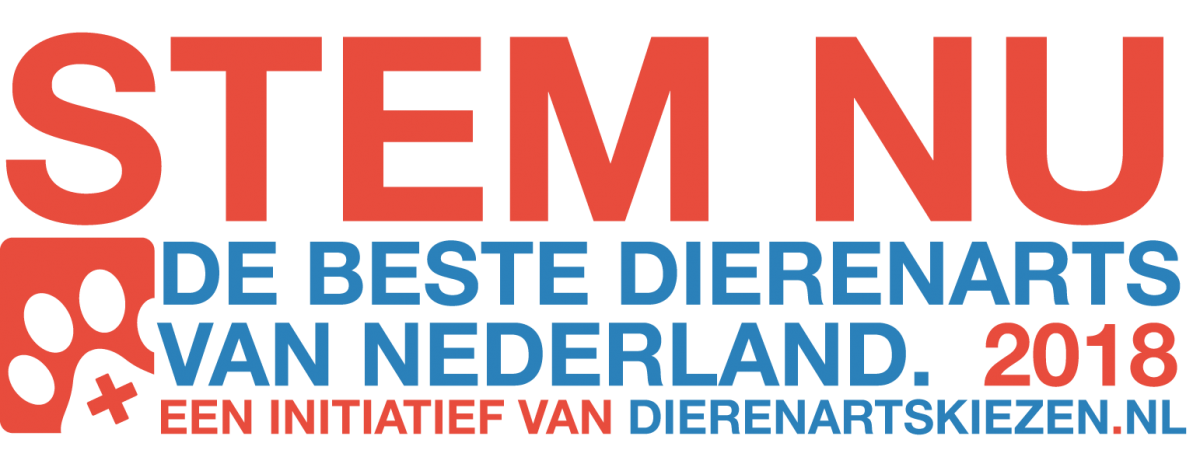 STEM NU
DE BESTE DIERENARTS
VAN NEDERLAND. 2018
EEN INITIATIEF VAN DIERENARTSKIEZEN.NL